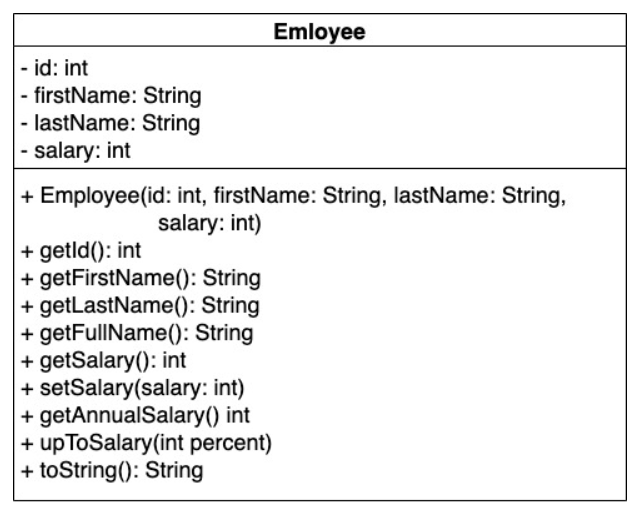 Emloyee
- id: int
- firstName: String
- lastName: String
- salary: int
+ Employee(id: int, firstName: String, lastName: String,
salary: int)
+ getId(): int
+ getFirstName(): String
+ getLastName(): String
+ getFullName(): String
+ getSalary(): int
+ setSalary(salary: int)
+ getAnnualSalary() int
+ upToSalary(int percent)
+ toString(): String